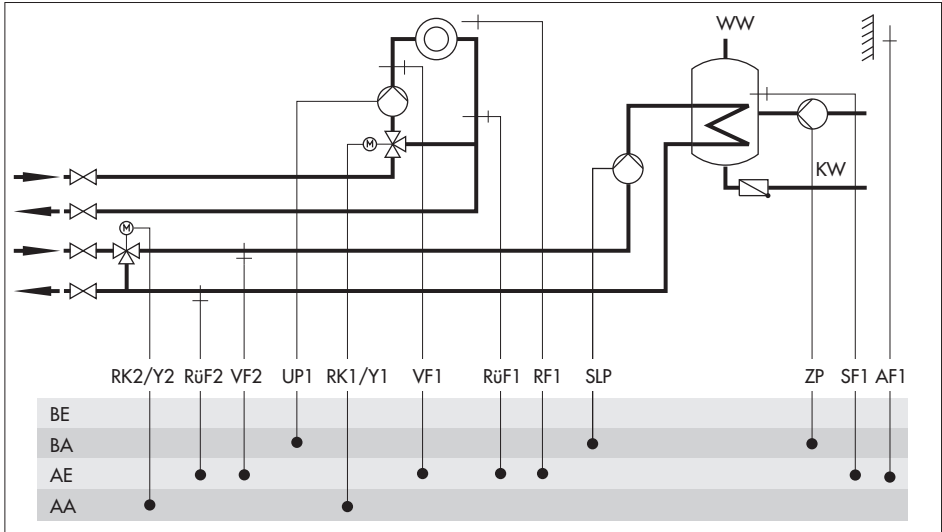 WW
M
KW
M
RK2/Y2 RüF2 VF2 UP1 RK1/Y1 VF1 RüF1 RF1 SLP ZP SF1 AF1
BE
BA
AE
AA